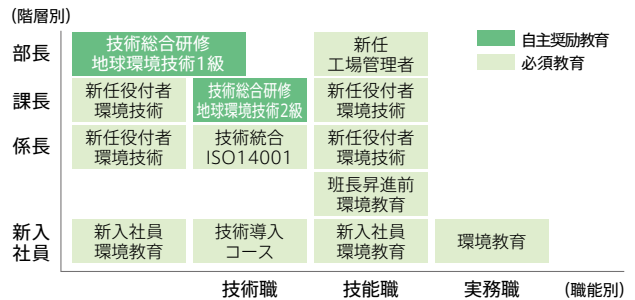 (階層別)
部長
技術総合研修
地球環境技術1級
新任
工場管理者
自主奨励教育
必須教育
課長
新任役付者
環境技術
技術総合研修
地球環境技術2級
新任役付者
環境技術
係長
新任役付者
環境技術
技術統合
ISO14001
新任役付者
環境技術
班長昇進前
環境教育
新入
社員
新入社員
環境教育
技術導入
コース
新入社員
環境教育
環境教育
技術職
技能職
実務職
(職能別)